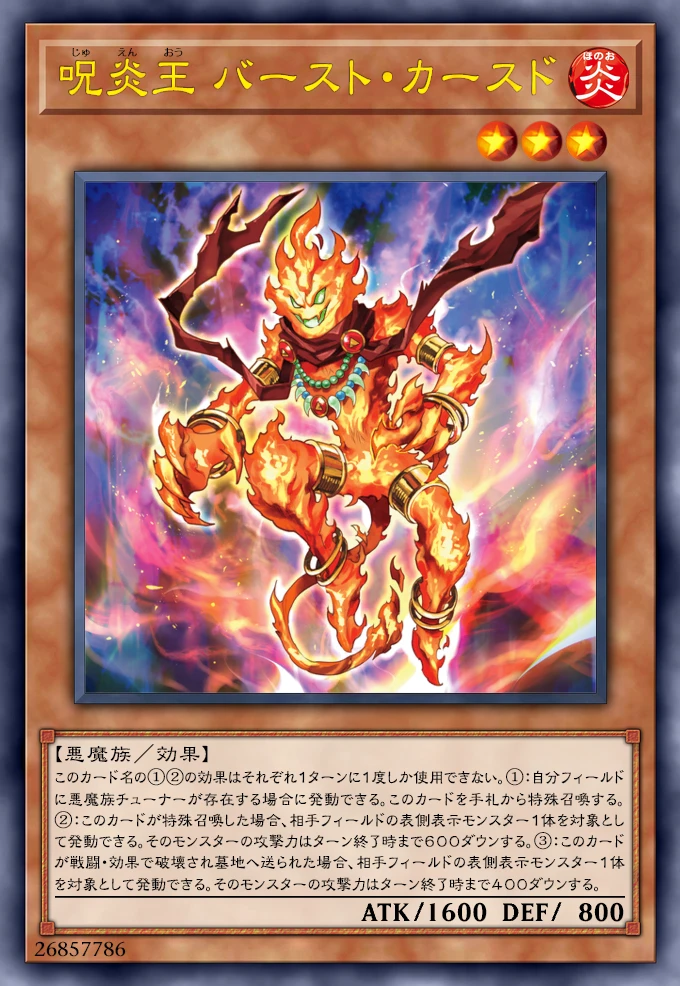 じゅ えん おう
呪炎王 バースト・カースド
ほのお
炎
【悪魔族／効果】
このカード名の①②の効果はそれぞれ1ターンに1度しか使用できない。①：自分フィールド
に悪魔族チューナーが存在する場合に発動できる。このカードを手札から特殊召喚する。
②：このカードが特殊召喚した場合、相手フィールドの表側表示モンスター1体を対象とし
て発動できる。そのモンスターの攻撃力はターン終了時まで600ダウンする。③：このカード
が戦闘・効果で破壊され墓地へ送られた場合、相手フィールドの表側表示モンスター1体
を対象として発動できる。そのモンスターの攻撃力はターン終了時まで400ダウンする。
ATK/1600 DEF/ 800
26857786